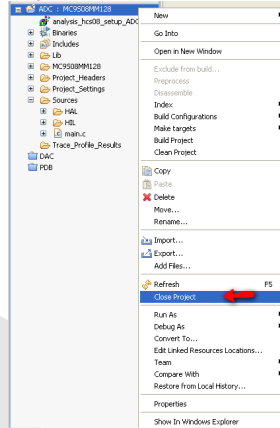 ADC : MC9S08MM128
analysis_hcs08_setup_ADC
Binaries
Includes
Lib
MC9S08MM128
Project_Headers
Project_Settings
Sources
HAL
HIL
main.c
Trace_Profile_Results
DAC
PDB
New
Go Into
Open in New Window
Exclude from build...
Preprocess
Disassemble
Index
Build Configurations
Make targets
Build Project
Clean Project
Copy
Paste
Delete
Move...
Rename...
Import...
Export...
Add Files...
Refresh F5
Close Project
Run As
Debug As
Convert To...
Edit Linked Resources Locations...
Team
Compare With
Restore from Local History...
Properties
Show In Windows Explorer